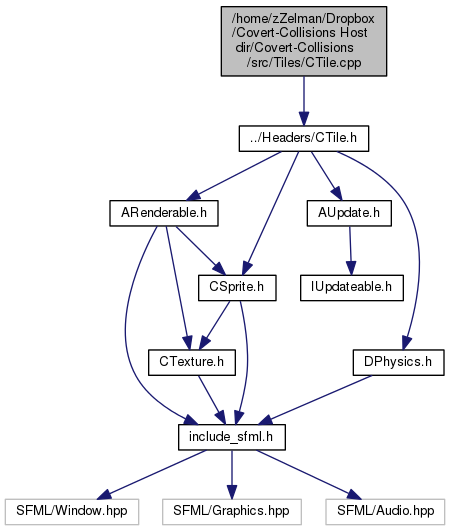 /home/zZelman/Dropbox
/Covert-Collisions Host
dir/Covert-Collisions
/src/Tiles/CTile.cpp
../Headers/CTile.h
ARenderable.h
AUpdate.h
CSprite.h
IUpdateable.h
CTexture.h
DPhysics.h
include_sfml.h
SFML/Window.hpp
SFML/Graphics.hpp
SFML/Audio.hpp